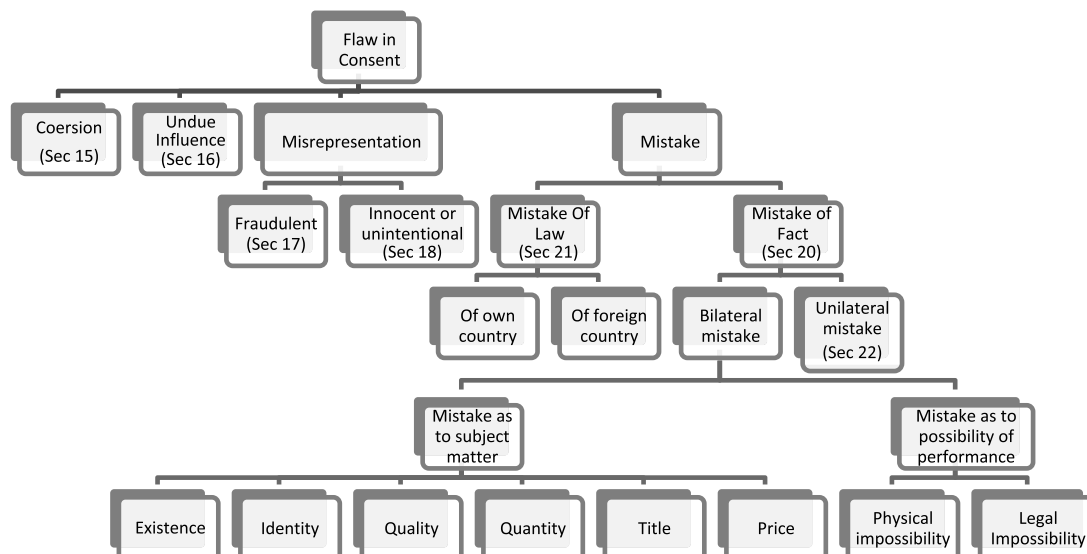 Flaw in
Consent
Coersion
(Sec 15)
Undue
Influence
(Sec 16)
Misrepresentation
Mistake
Fraudulent
(Sec 17)
Innocent or
unintentional
(Sec 18)
Mistake Of
Law
(Sec 21)
Mistake of
Fact
(Sec 20)
Of own
country
Of foreign
country
Bilateral
mistake
Unilateral
mistake
(Sec 22)
Mistake as
to subject
matter
Mistake as to
possibility of
performance
Existence
Identity
Quality
Quantity
Title
Price
Physical
impossibility
Legal
Impossibility